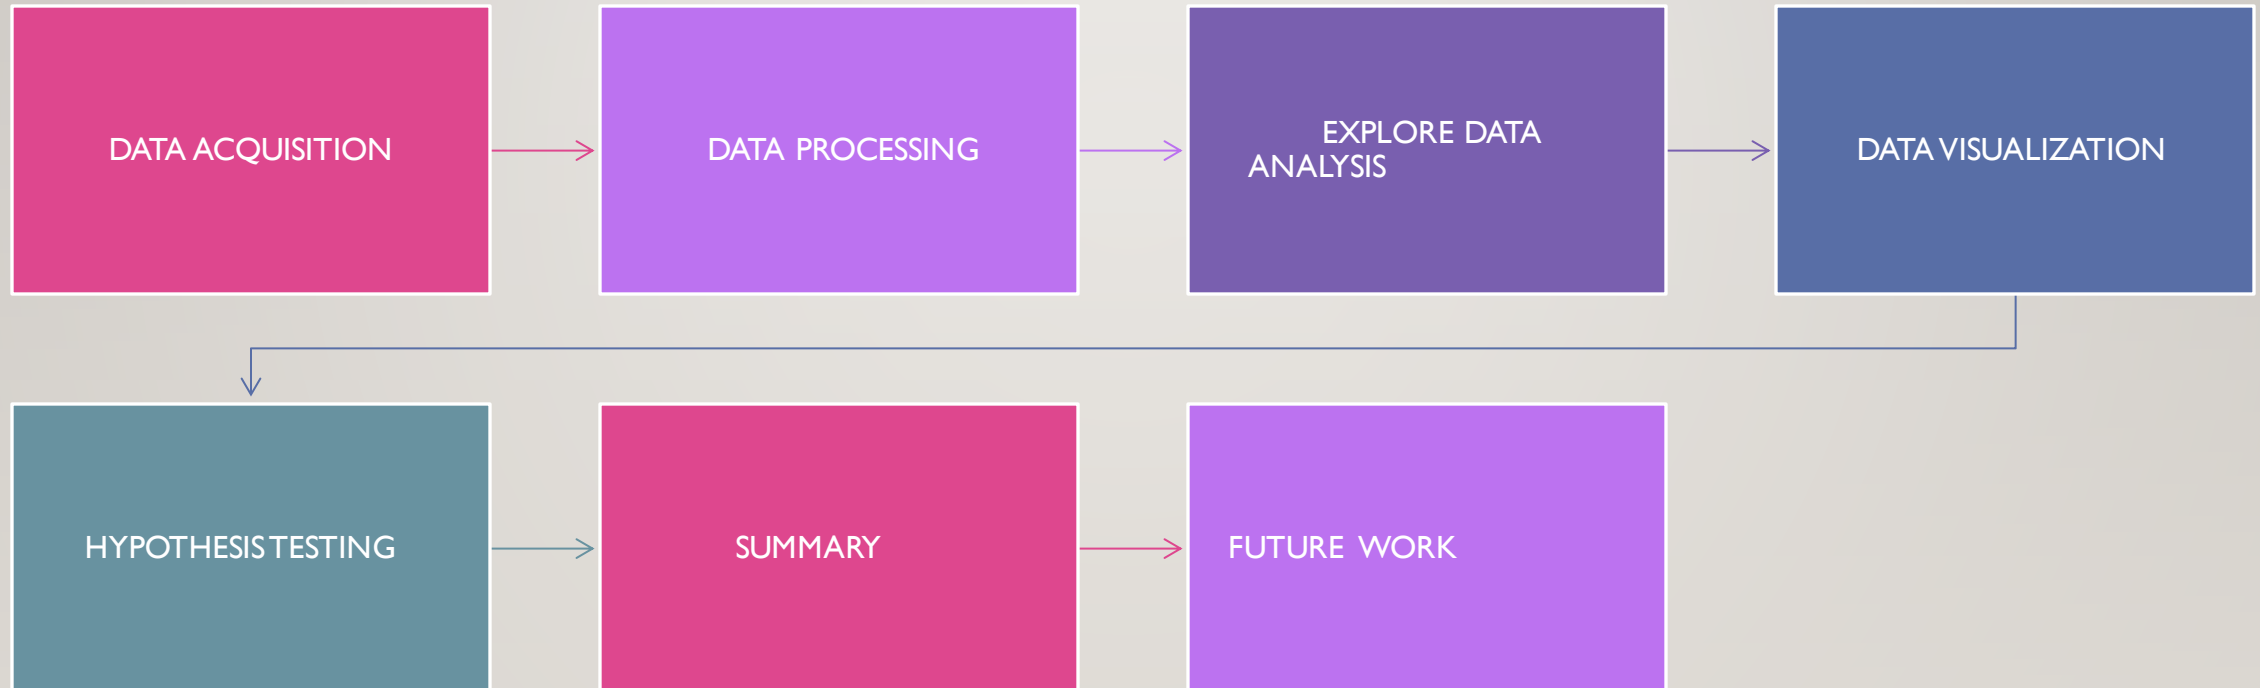 DATA ACQUISITION
DATA PROCESSING
EXPLORE DATA
ANALYSIS
DATA VISUALIZATION
HYPOTHESIS TESTING
SUMMARY
FUTURE WORK